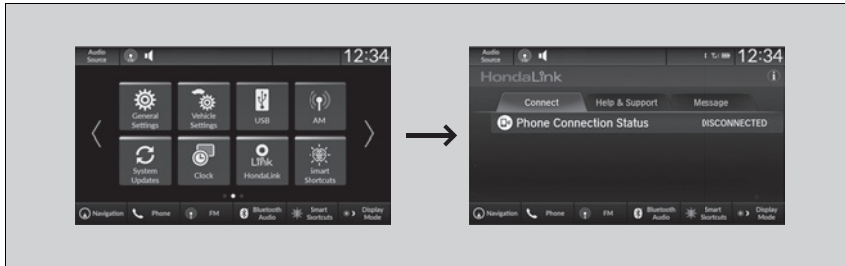 Audio
Source
12:34
General
Settings
Vehicle
Settings
USB
AM
System
Updates
Clock
Link
HondaLink
Smart
Shortcuts
Navigation
Phone
FM
Bluetooth
Audio
Smart
Shortcuts
Display
Mode
Audio
Source
12:34
HondaLink
Connect
Help & Support
Message
Phone Connection Status
DISCONNECTED
Navigation
Phone
FM
Bluetooth
Audio
Smart
Shortcuts
Display
Mode